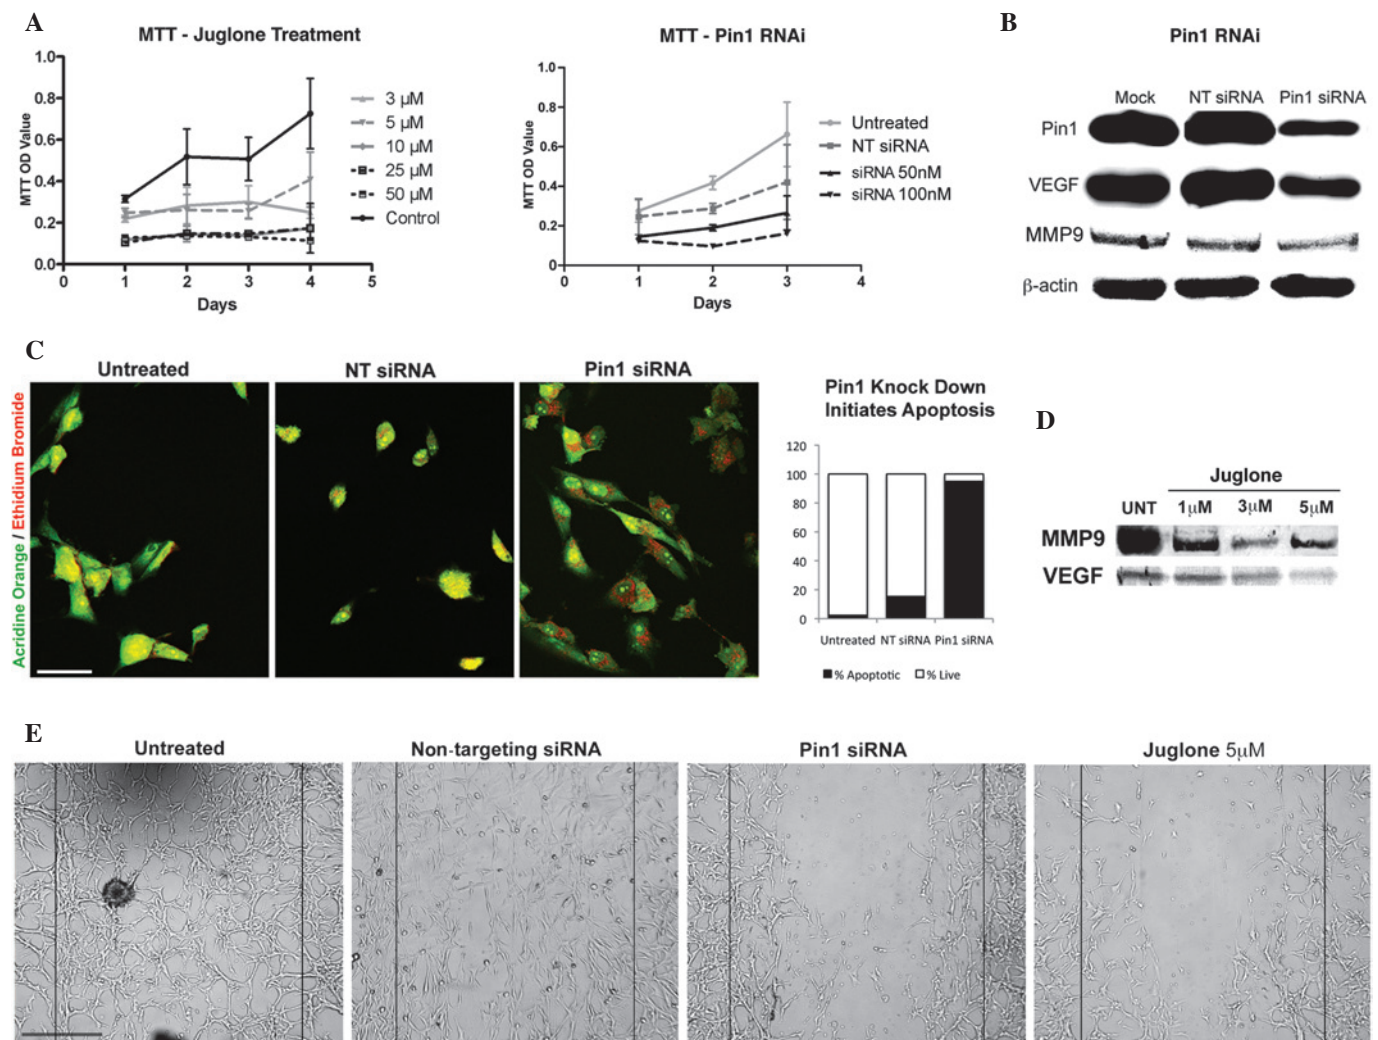 A
MTT - Juglone Treatment
MTT OD Value
1.0
0.8
0.6
0.4
0.2
0.0
0 1 2 3 4 5
Days
3 µM
5 µM
10 µM
25 µM
50 µM
Control
MTT - Pin1 RNAi
MTT OD Value
1.0
0.8
0.6
0.4
0.2
0
0 1 2 3 4
Days
Untreated
NT siRNA
siRNA 50nM
siRNA 100nM
B
Pin1 RNAi
Mock NT siRNA Pin1 siRNA
Pin1
VEGF
MMP9
β-actin
C
Acridine Orange / Ethidium Bromide
Untreated NT siRNA Pin1 siRNA
Pin1 Knock Down
Initiates Apoptosis
120
100
80
60
40
20
0
Untreated NT siRNA Pin1 siRNA
% Apoptotic % Live
D
Juglone
UNT 1µM 3µM 5µM
MMP9
VEGF
E
Untreated Non-targeting siRNA Pin1 siRNA Juglone 5µM